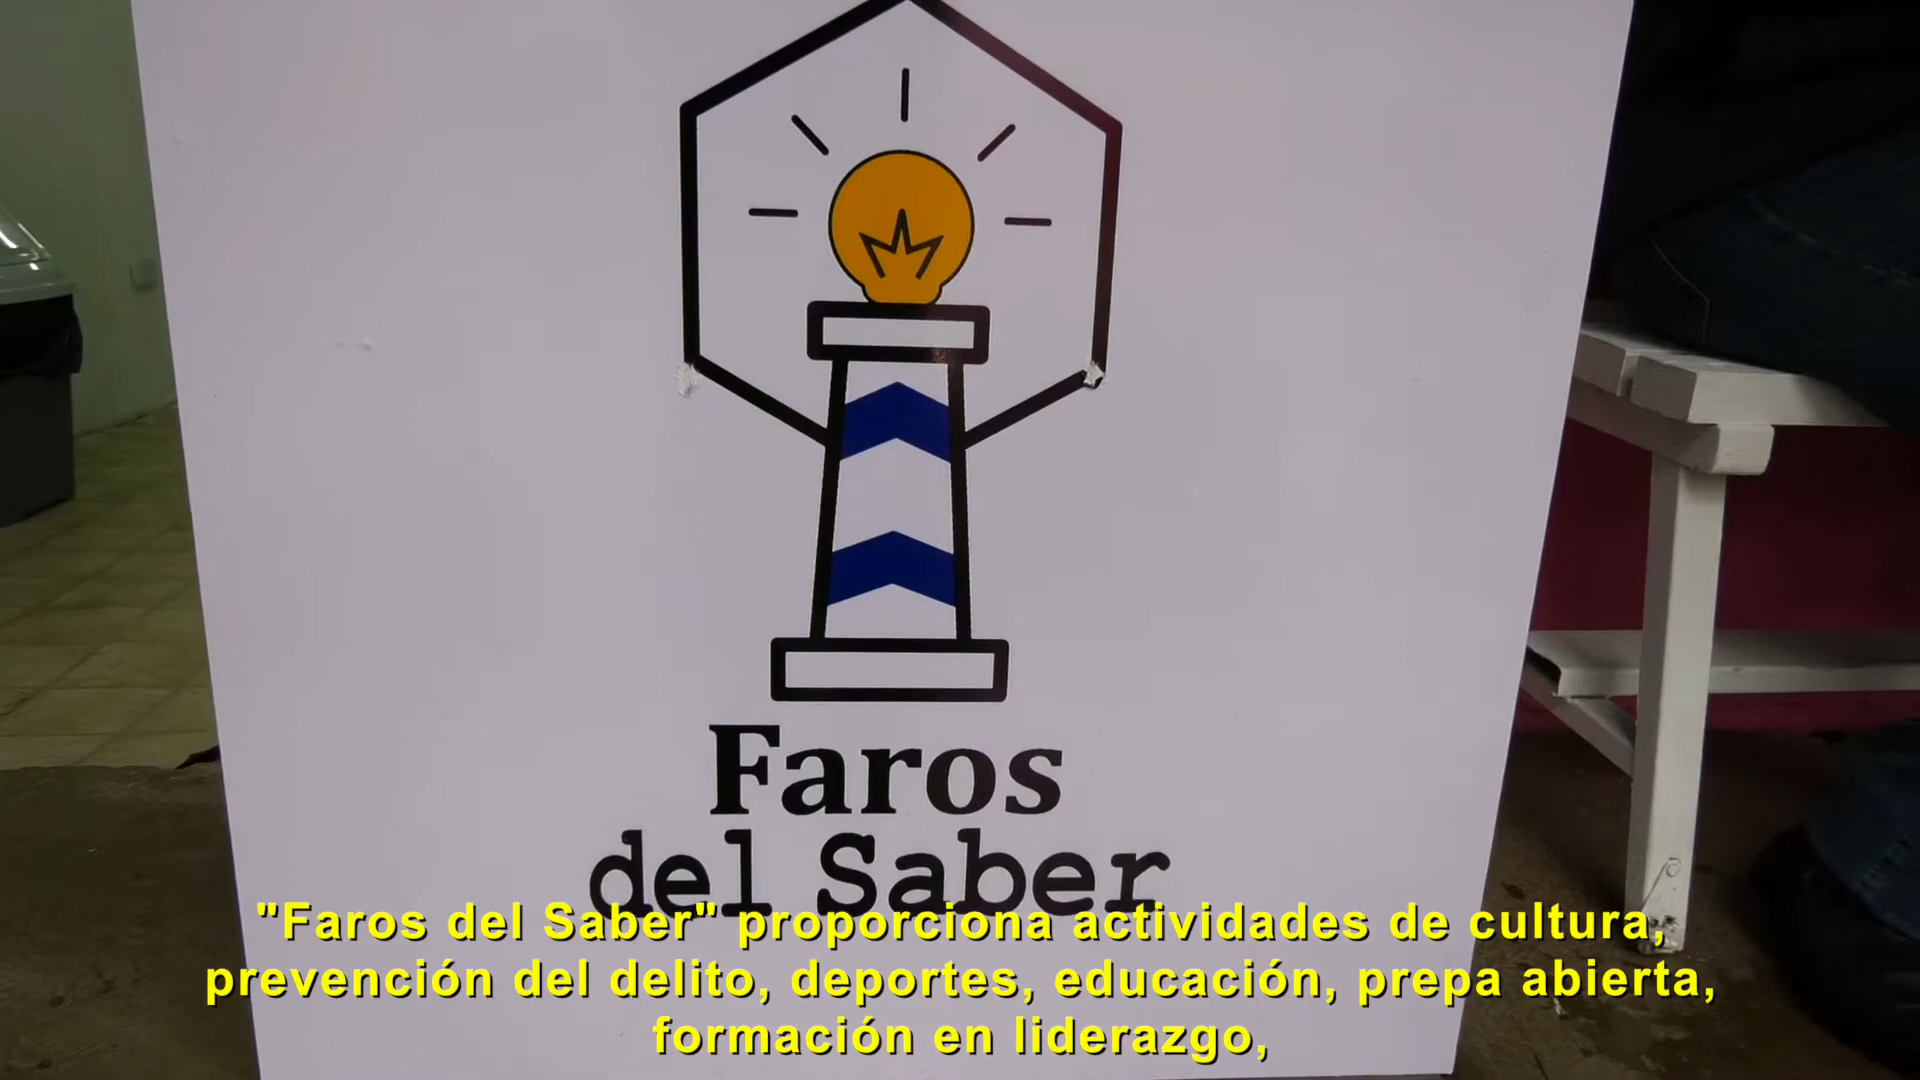 Faros
del Saber
"Faros del Saber" proporciona actividades de cultura,
prevención del delito, deportes, educación, prepa abierta,
formación en liderazgo,